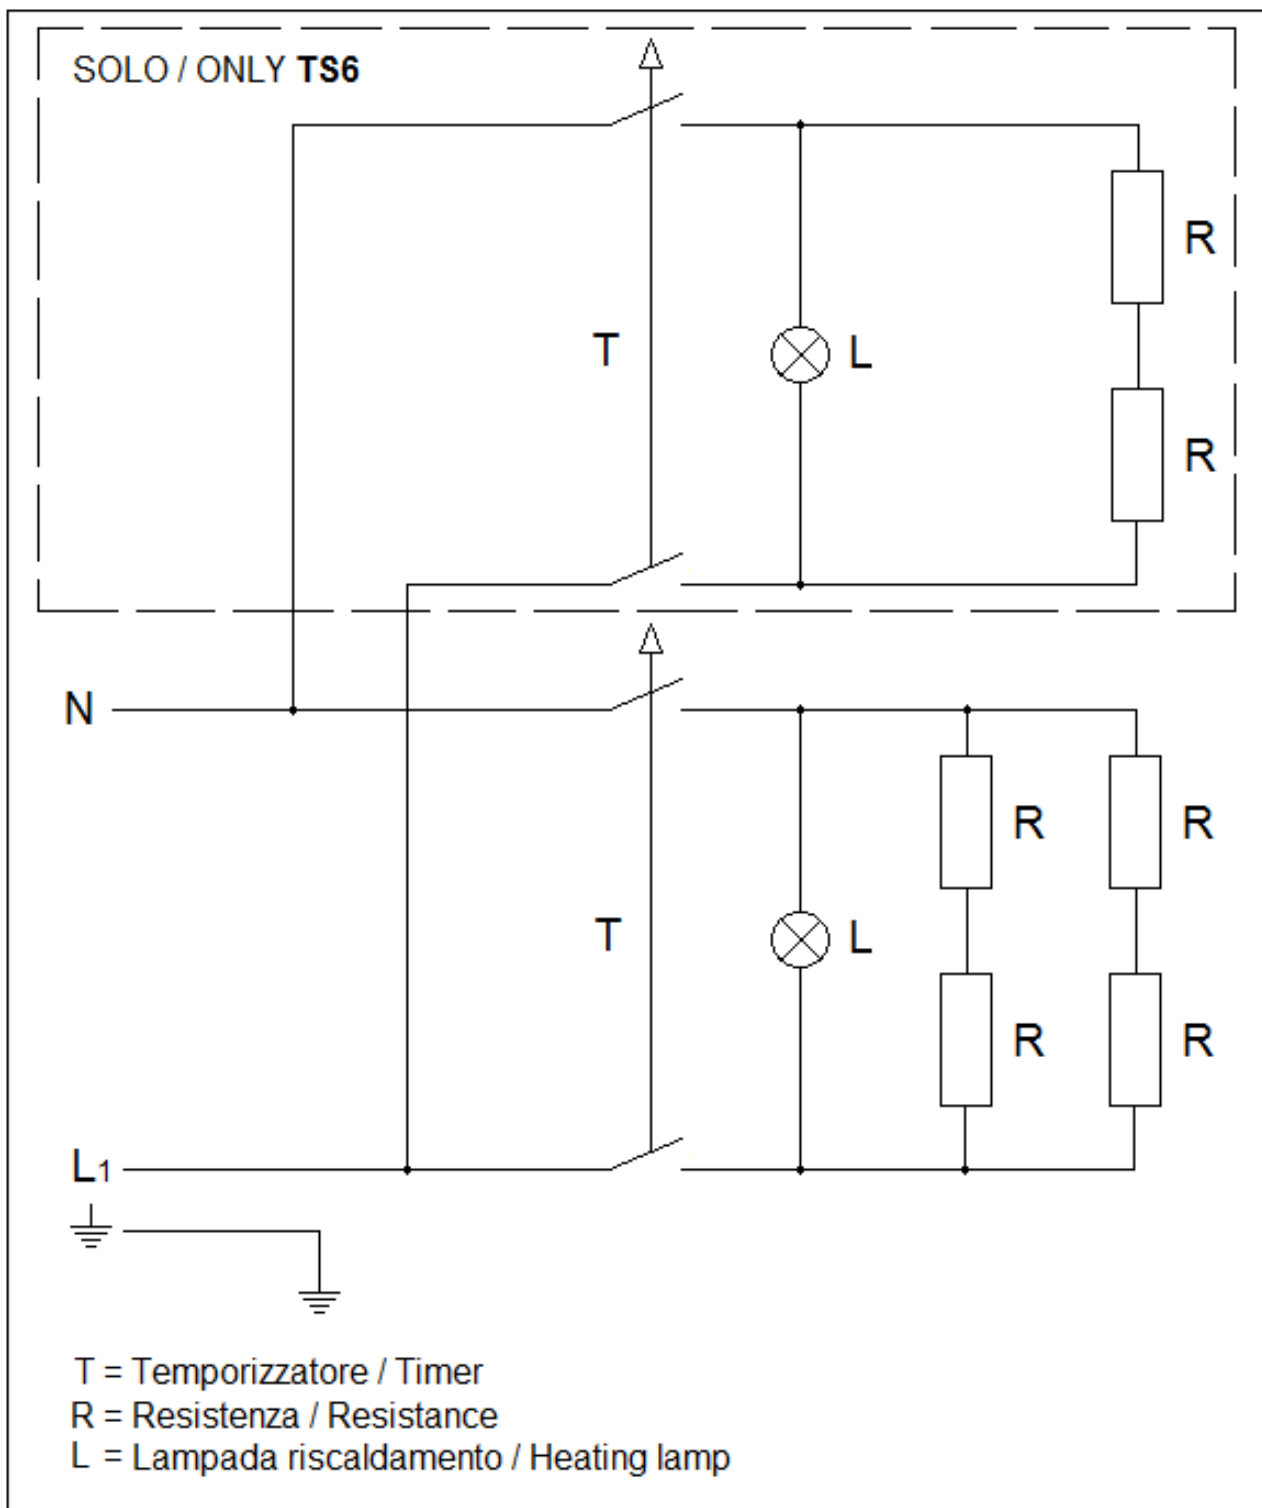 SOLO / ONLY TS6
R
T L
R
N
R R
T L
R R
L1
T = Temporizzatore / Timer
R = Resistenza / Resistance
L = Lampada riscaldamento / Heating lamp